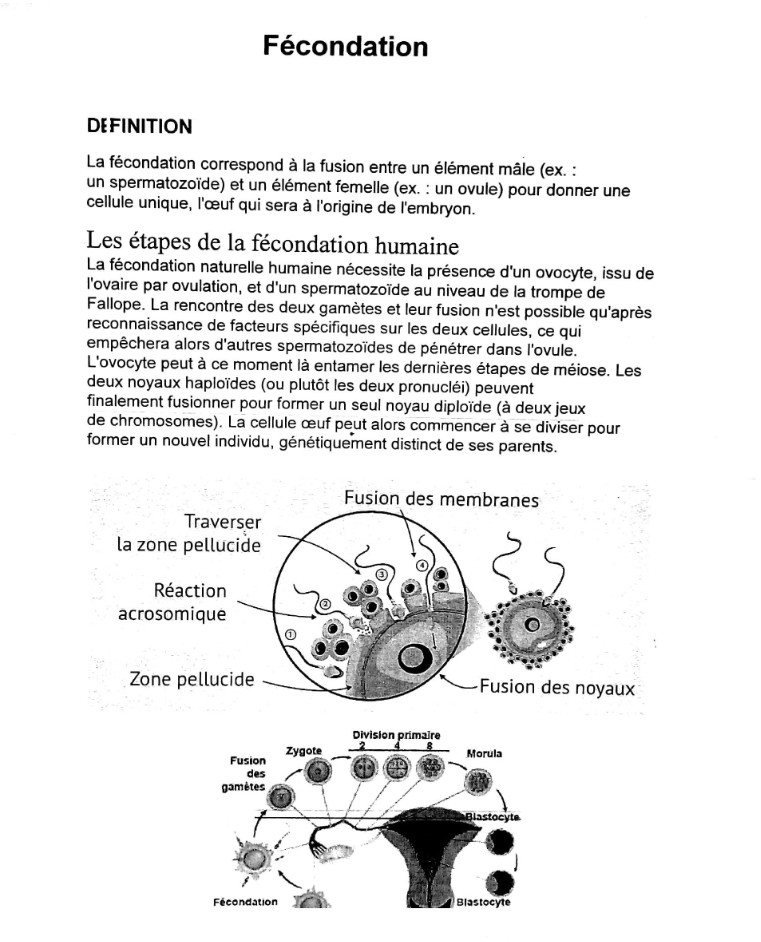 Fécondation
DEFINITION
La fécondation correspond à la fusion entre un élément mâle (ex. :
un spermatozoïde) et un élément femelle (ex. : un ovule) pour donner une
cellule unique, l'œuf qui sera à l'origine de l'embryon.
Les étapes de la fécondation humaine
La fécondation naturelle humaine nécessite la présence d'un ovocyte, issu de
l'ovaire par ovulation, et d'un spermatozoïde au niveau de la trompe de
Fallope. La rencontre des deux gamètes et leur fusion n'est possible qu'après
reconnaissance de facteurs spécifiques sur les deux cellules, ce qui
empêchera alors d'autres spermatozoïdes de pénétrer dans l'ovule.
L'ovocyte peut à ce moment là entamer les dernières étapes de méiose. Les
deux noyaux haploïdes (ou plutôt les deux pronucléi) peuvent
finalement fusionner pour former un seul noyau diploïde (à deux jeux
de chromosomes). La cellule œuf peut alors commencer à se diviser pour
former un nouvel individu, génétiquement distinct de ses parents.
Fusion des membranes
Traverser
la zone pellucide
Réaction
acrosomique
Zone pellucide
1
2
3
4
Fusion des noyaux
Division primaire
2 4 8
Zygote
Morula
Fusion
des
gamètes
Blastocyte
Fécondation
Blastocyte